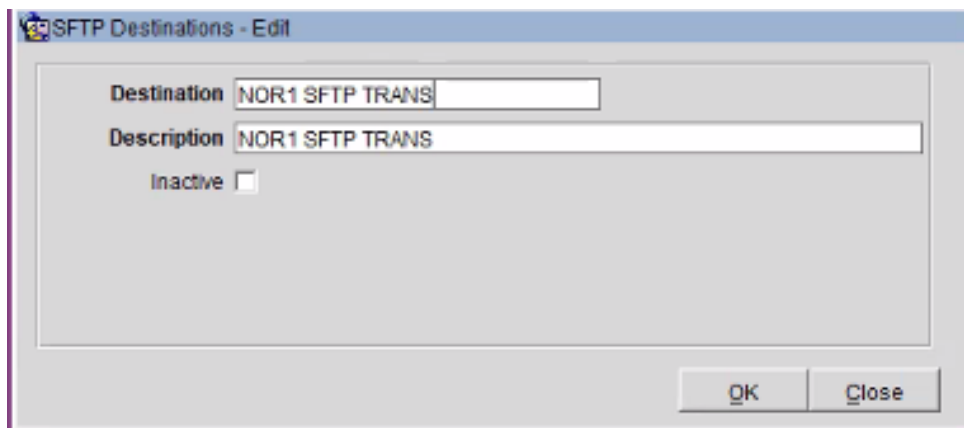 SFTP Destinations - Edit
Destination NOR1 SFTP TRANS
Description NOR1 SFTP TRANS
Inactive
OK Close